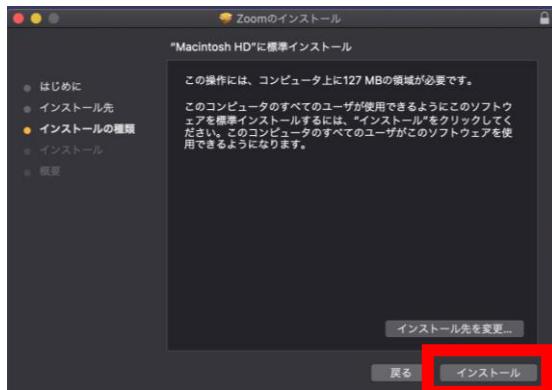 Zoomのインストール
"Macintosh HD"に標準インストール
はじめに
インストール先
インストールの種類
インストール
概要
この操作には、コンピュータ上に127 MBの領域が必要です。
このコンピュータのすべてのユーザが使用できるようにこのソフトウ
ェアを標準インストールするには、"インストール"をクリックしてく
ださい。このコンピュータのすべてのユーザがこのソフトウェアを使
用できるようになります。
インストール先を変更...
戻る
インストール